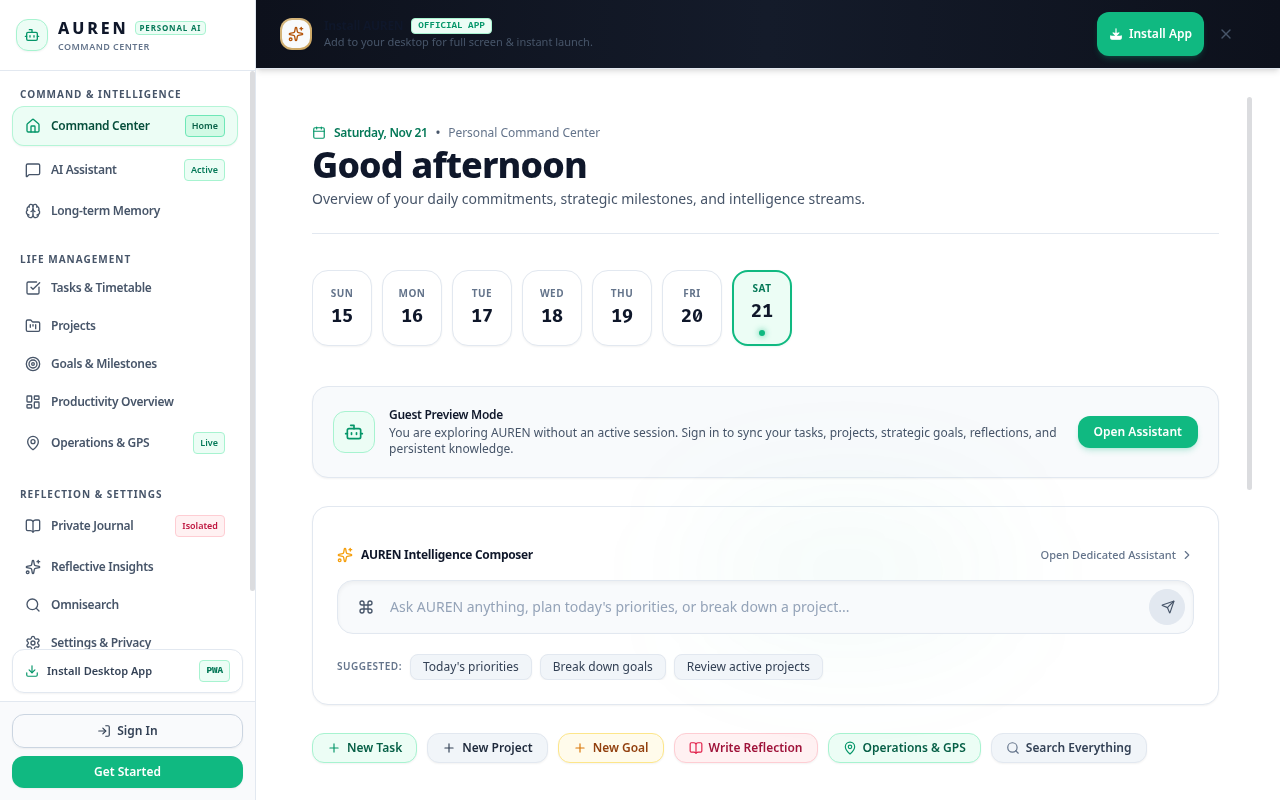 AUREN PERSONAL AI
COMMAND CENTER
COMMAND & INTELLIGENCE
Command Center Home
AI Assistant Active
Long-term Memory
LIFE MANAGEMENT
Tasks & Timetable
Projects
Goals & Milestones
Productivity Overview
Operations & GPS Live
REFLECTION & SETTINGS
Private Journal Isolated
Reflective Insights
Omnisearch
Settings & Privacy
Install Desktop App PWA
Sign In
Get Started
OFFICIAL APP
Add to your desktop for full screen & instant launch.
Install App
Saturday, Nov 21 • Personal Command Center
Good afternoon
Overview of your daily commitments, strategic milestones, and intelligence streams.
SUN MON TUE WED THU FRI SAT
15 16 17 18 19 20 21
Guest Preview Mode
You are exploring AUREN without an active session. Sign in to sync your tasks, projects, strategic goals, reflections, and
persistent knowledge.
Open Assistant
AUREN Intelligence Composer
Open Dedicated Assistant
Ask AUREN anything, plan today's priorities, or break down a project...
SUGGESTED: Today's priorities Break down goals Review active projects
New Task New Project New Goal Write Reflection Operations & GPS Search Everything